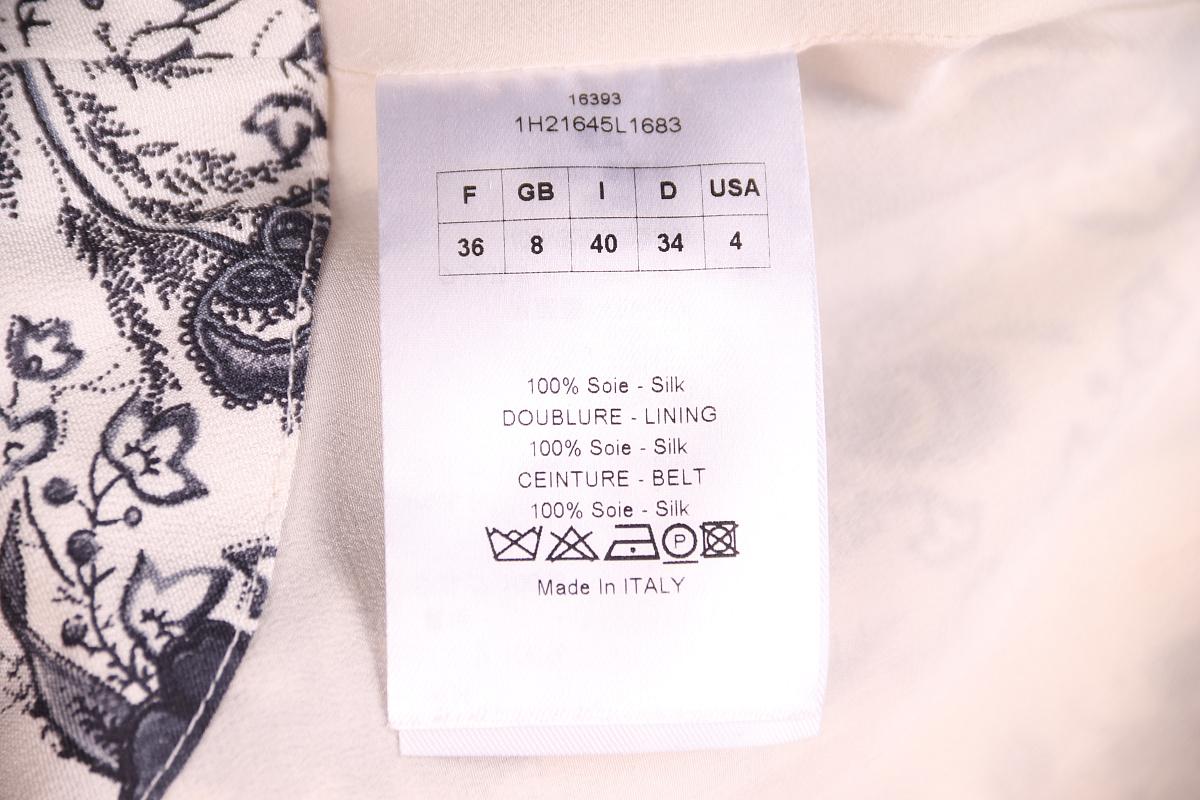 16393
1H21645L1683
F GB I D USA
36 8 40 34 4
100% Soie - Silk
DOUBLURE - LINING
100% Soie - Silk
CEINTURE - BELT
100% Soie - Silk
P
Made In ITALY